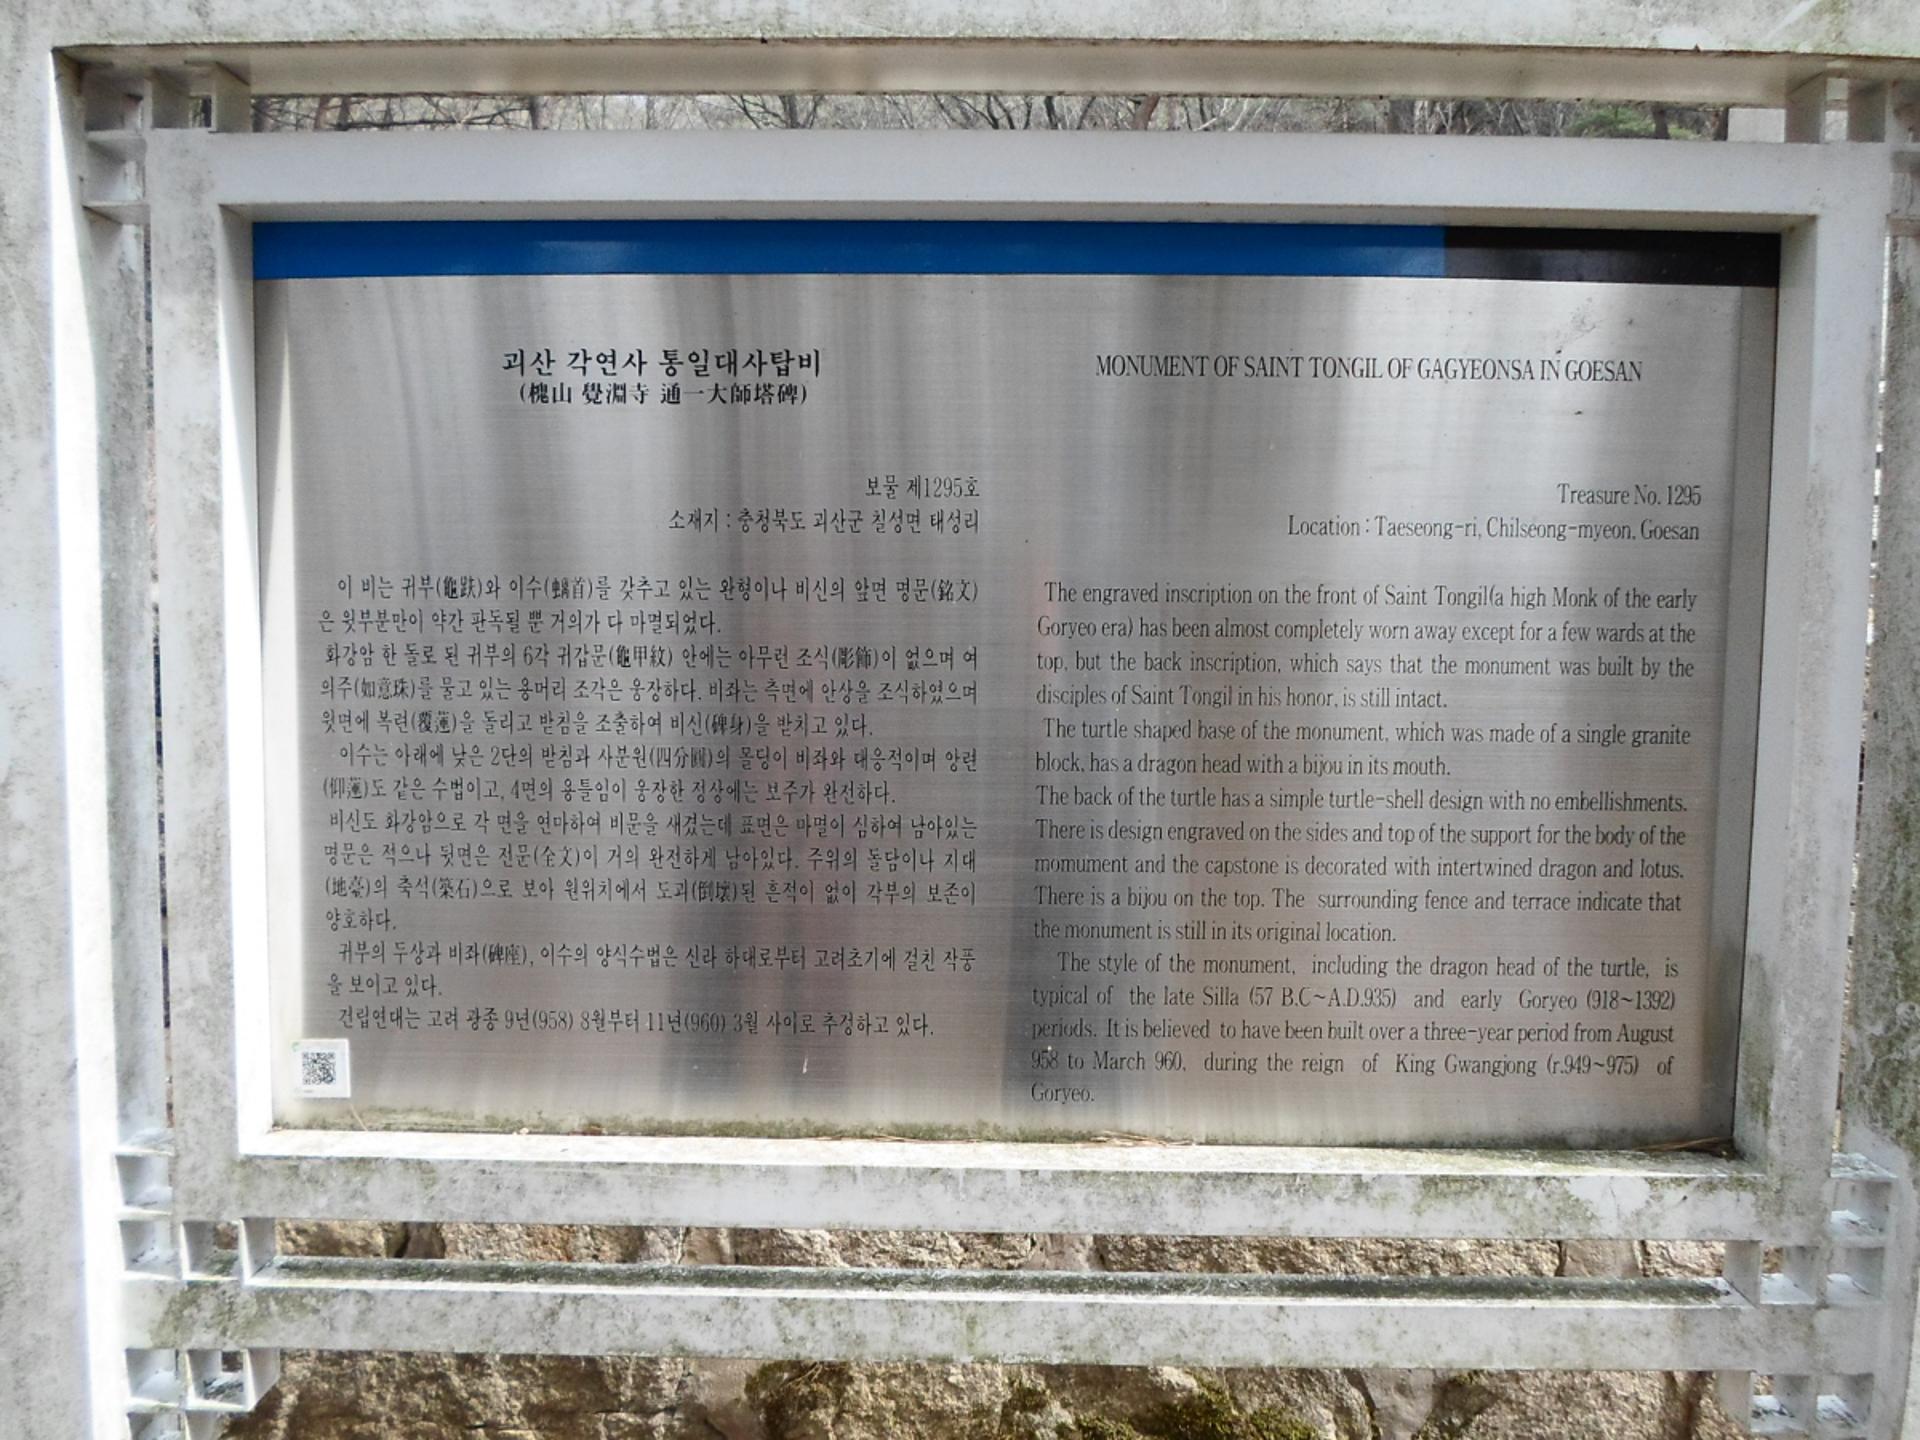 괴산 각연사 통일대사탑비
(槐山 覺淵寺 通一大師塔碑)
보물 제1295호
소재지 : 충청북도 괴산군 칠성면 태성리
이 비는 귀부(龜趺)와 이수(螭首)를 갖추고 있는 완형이나 비신의 앞면 명문(銘文)
은 윗부분만이 약간 판독될 뿐 거의가 다 마멸되었다.
화강암 한 돌로 된 귀부의 6각 귀갑문(龜甲紋) 안에는 아무런 조식(彫飾)이 없으며 여
의주(如意珠)를 물고 있는 용머리 조각은 웅장하다. 비좌는 측면에 안상을 조식하였으며
윗면에 복련(覆蓮)을 돌리고 받침을 조출하여 비신(碑身)을 받치고 있다.
이수는 아래에 낮은 2단의 받침과 사분원(四分圓)의 몰딩이 비좌와 대응적이며 앙련
(仰蓮)도 같은 수법이고, 4면의 용틀임이 웅장한 정상에는 보주가 완전하다.
비신도 화강암으로 각 면을 연마하여 비문을 새겼는데 표면은 마멸이 심하여 남아있는
명문은 적으나 뒷면은 전문(全文)이 거의 완전하게 남아있다. 주위의 돌담이나 지대
(地臺)의 축석(築石)으로 보아 원위치에서 도괴(倒壞)된 흔적이 없이 각부의 보존이
양호하다.
귀부의 두상과 비좌(碑座), 이수의 양식수법은 신라 하대로부터 고려초기에 걸친 작풍
을 보이고 있다.
건립연대는 고려 광종 9년(958) 8월부터 11년(960) 3월 사이로 추정하고 있다.
MONUMENT OF SAINT TONGIL OF GAGYEONSA IN GOESAN
Treasure No. 1295
Location : Taeseong-ri, Chilseong-myeon, Goesan
The engraved inscription on the front of Saint Tongil(a high Monk of the early
Goryeo era) has been almost completely worn away except for a few wards at the
top, but the back inscription, which says that the monument was built by the
disciples of Saint Tongil in his honor, is still intact.
The turtle shaped base of the monument, which was made of a single granite
block, has a dragon head with a bijou in its mouth.
The back of the turtle has a simple turtle-shell design with no embellishments.
There is design engraved on the sides and top of the support for the body of the
momument and the capstone is decorated with intertwined dragon and lotus.
There is a bijou on the top. The surrounding fence and terrace indicate that
the monument is still in its original location.
The style of the monument, including the dragon head of the turtle, is
typical of the late Silla (57 B.C~A.D.935) and early Goryeo (918~1392)
periods. It is believed to have been built over a three-year period from August
958 to March 960, during the reign of King Gwangjong (r.949~975) of
Goryeo.